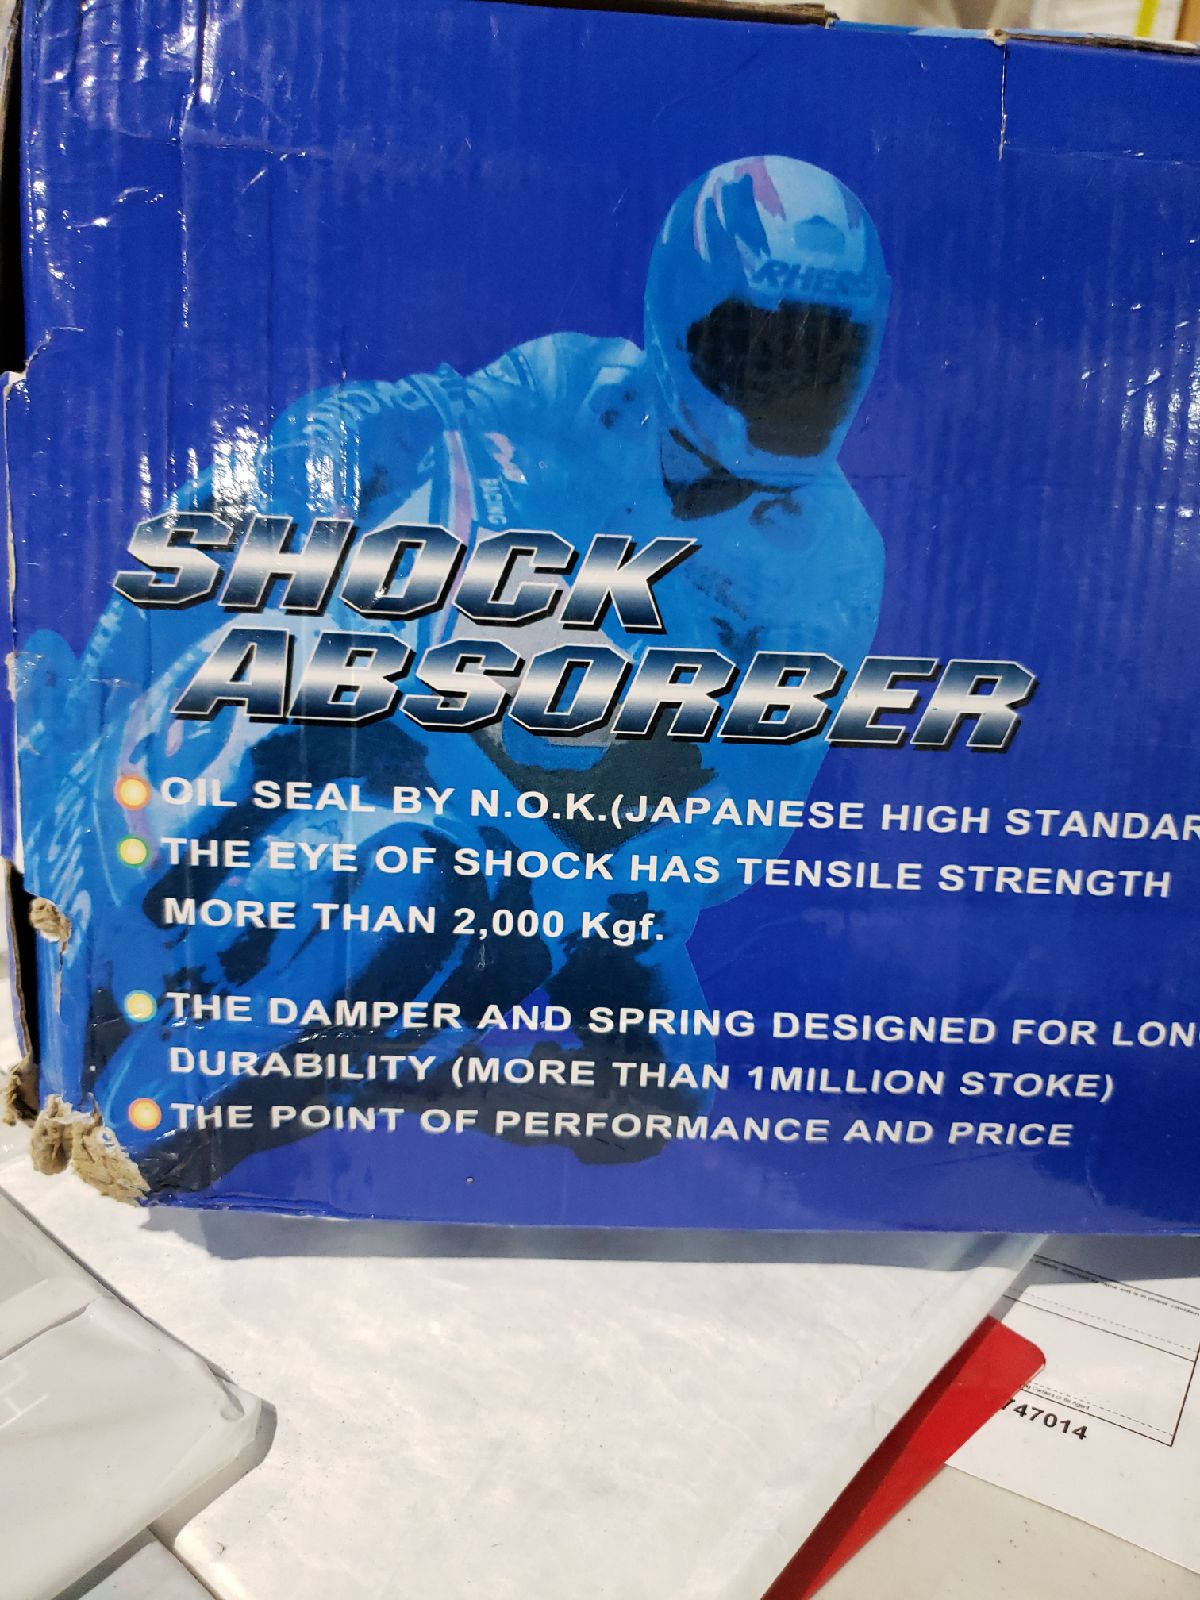 RHEOS
RACING
SHOCK
ABSORBER
OIL SEAL BY N.O.K.(JAPANESE HIGH STANDAR
THE EYE OF SHOCK HAS TENSILE STRENGTH
MORE THAN 2,000 Kgf.
THE DAMPER AND SPRING DESIGNED FOR LON
DURABILITY (MORE THAN 1MILLION STOKE)
THE POINT OF PERFORMANCE AND PRICE
747014